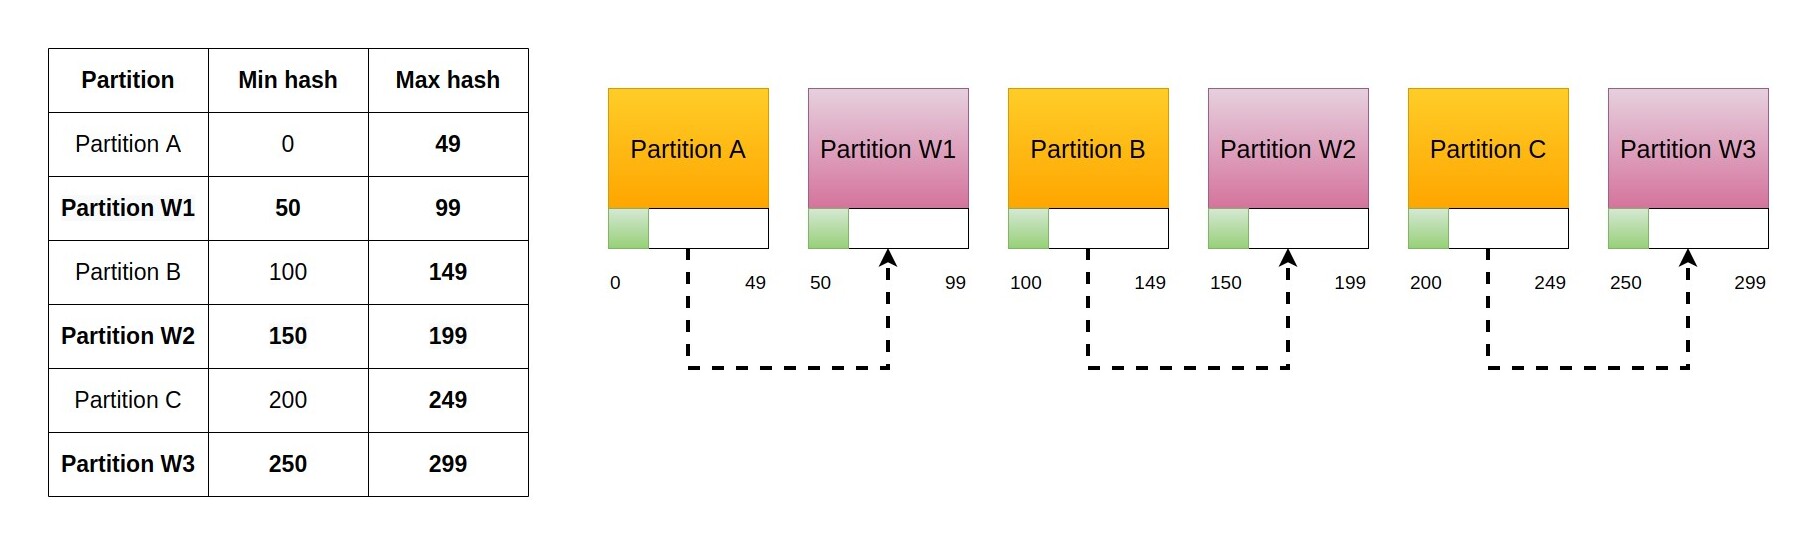 Partition Min hash Max hash
Partition A 0 49
Partition W1 50 99
Partition B 100 149
Partition W2 150 199
Partition C 200 249
Partition W3 250 299
Partition A Partition W1 Partition B Partition W2 Partition C Partition W3
0 49 50 99 100 149 150 199 200 249 250 299